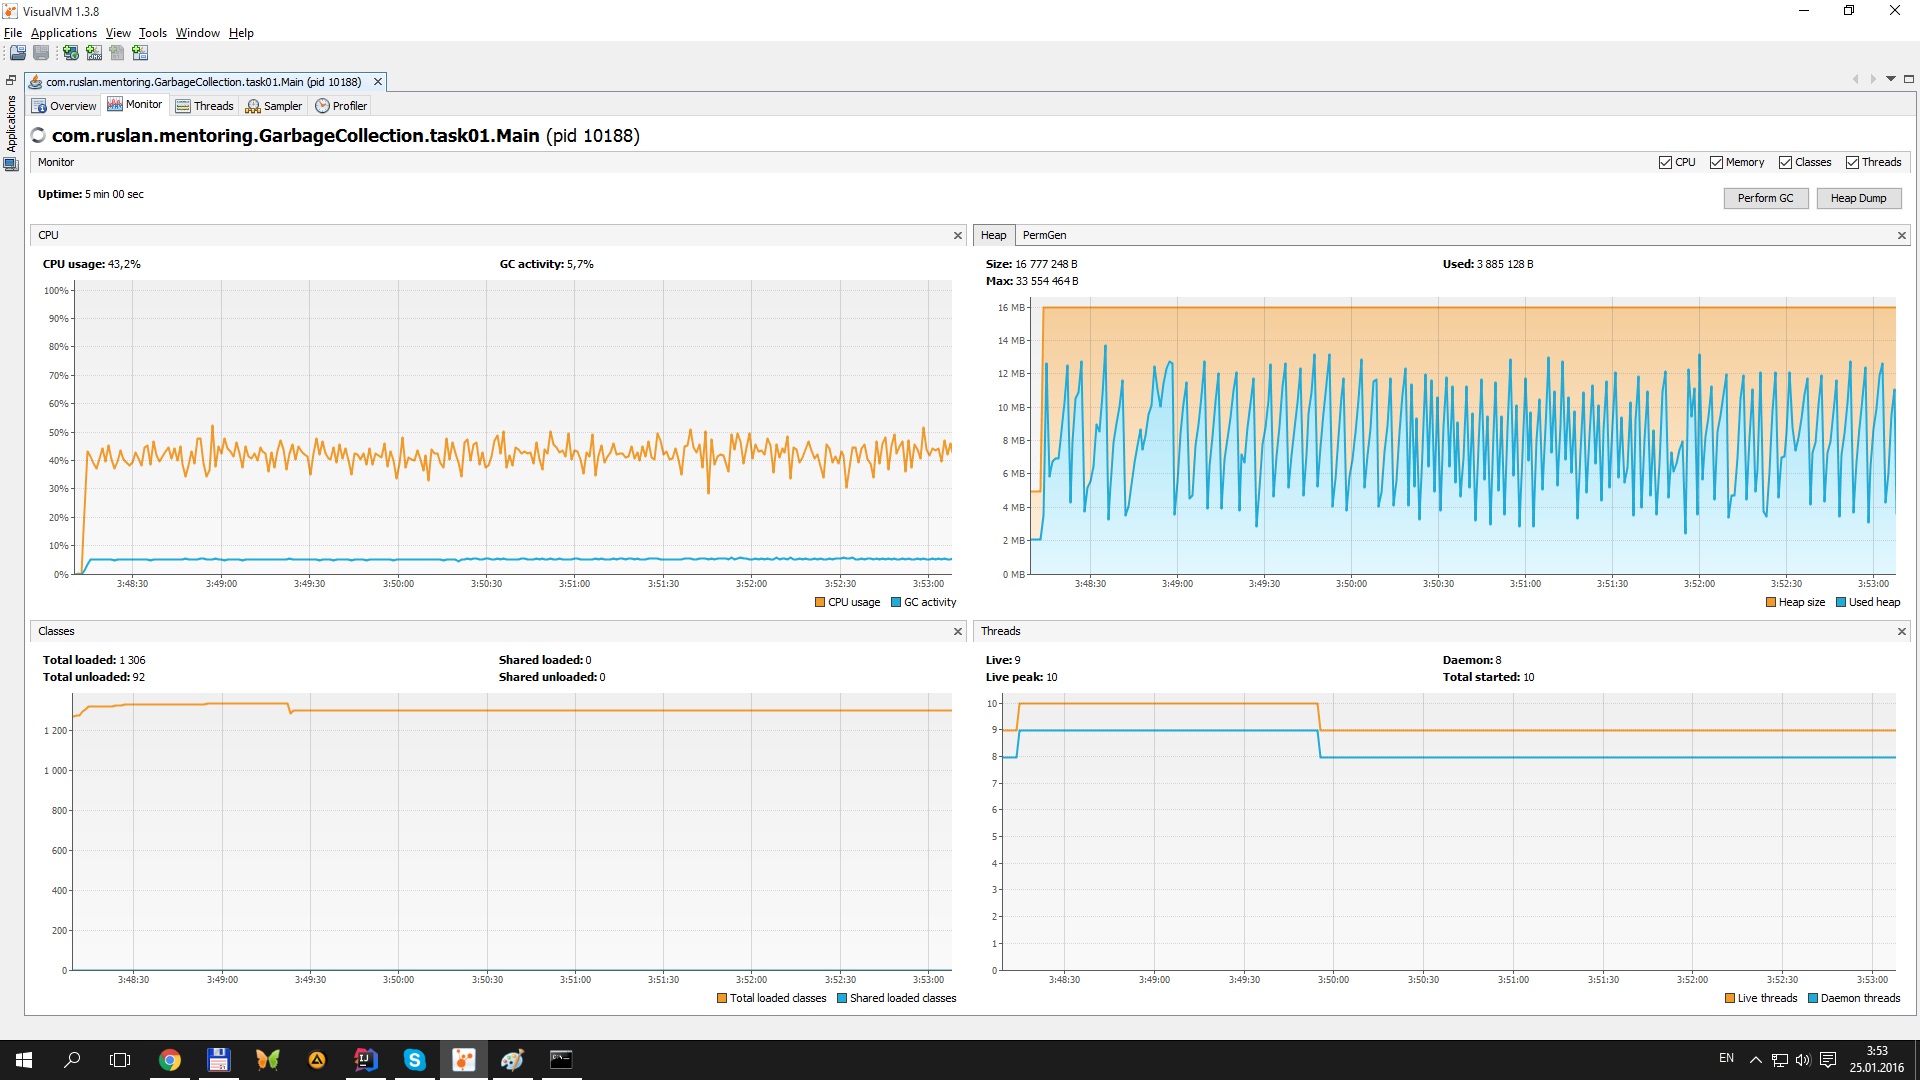 VisualVM 1.3.8
File Applications View Tools Window Help
com.ruslan.mentoring.GarbageCollection.task01.Main (pid 10188)
Applications
Overview Monitor Threads Sampler Profiler
com.ruslan.mentoring.GarbageCollection.task01.Main (pid 10188)
Monitor CPU Memory Classes Threads
Uptime: 5 min 00 sec
Perform GC Heap Dump
CPU
CPU usage: 43,2% GC activity: 5,7%
100%
90%
80%
70%
60%
50%
40%
30%
20%
10%
0%
3:48:30 3:49:00 3:49:30 3:50:00 3:50:30 3:51:00 3:51:30 3:52:00 3:52:30 3:53:00
CPU usage GC activity
Heap PermGen
Size: 16 777 248 B Used: 3 885 128 B
Max: 33 554 464 B
16 MB
14 MB
12 MB
10 MB
8 MB
6 MB
4 MB
2 MB
0 MB
3:48:30 3:49:00 3:49:30 3:50:00 3:50:30 3:51:00 3:51:30 3:52:00 3:52:30 3:53:00
Heap size Used heap
Classes
Total loaded: 1 306 Shared loaded: 0
Total unloaded: 92 Shared unloaded: 0
1 200
1 000
800
600
400
200
0
3:48:30 3:49:00 3:49:30 3:50:00 3:50:30 3:51:00 3:51:30 3:52:00 3:52:30 3:53:00
Total loaded classes Shared loaded classes
Threads
Live: 9 Daemon: 8
Live peak: 10 Total started: 10
10
9
8
7
6
5
4
3
2
1
0
3:48:30 3:49:00 3:49:30 3:50:00 3:50:30 3:51:00 3:51:30 3:52:00 3:52:30 3:53:00
Live threads Daemon threads
EN
3:53
25.01.2016